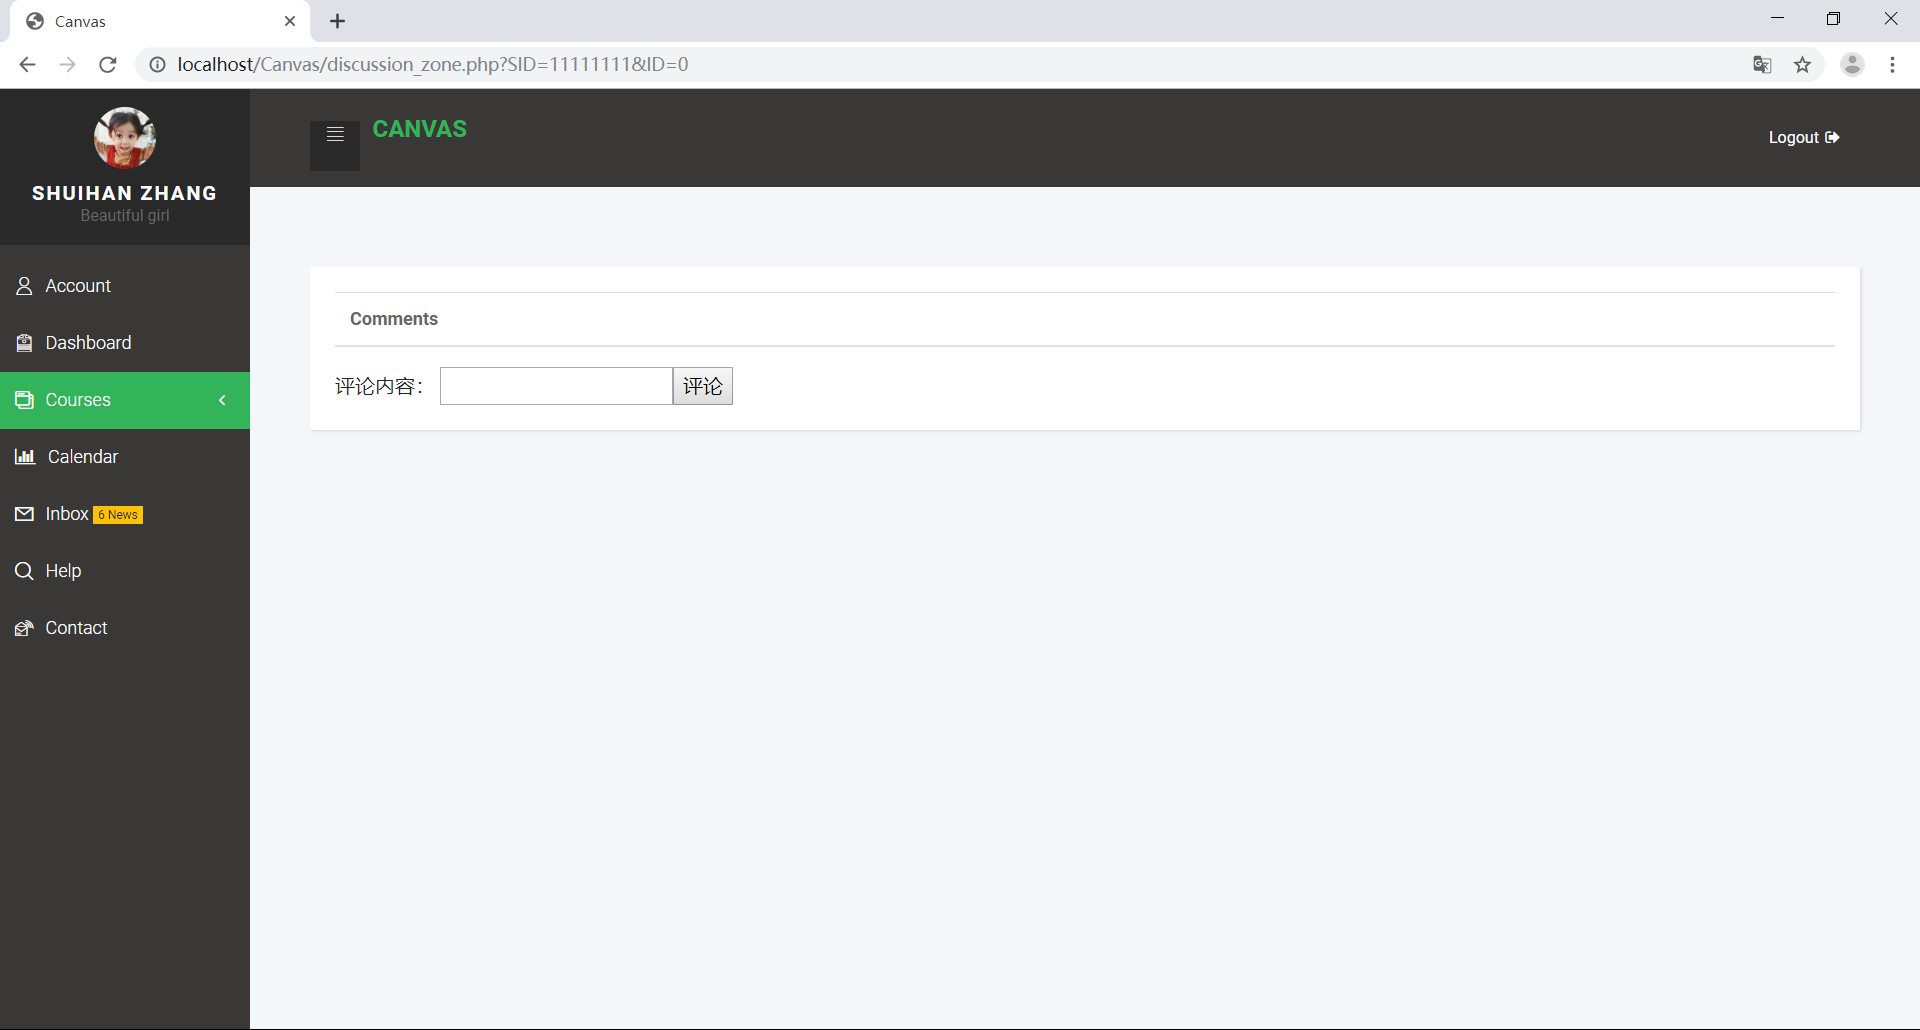 Canvas
localhost/Canvas/discussion_zone.php?SID=11111111&ID=0
SHUIHAN ZHANG
Beautiful girl
Account
Dashboard
Courses
Calendar
Inbox 6 News
Help
Contact
CANVAS
Logout
Comments
评论内容： 评论